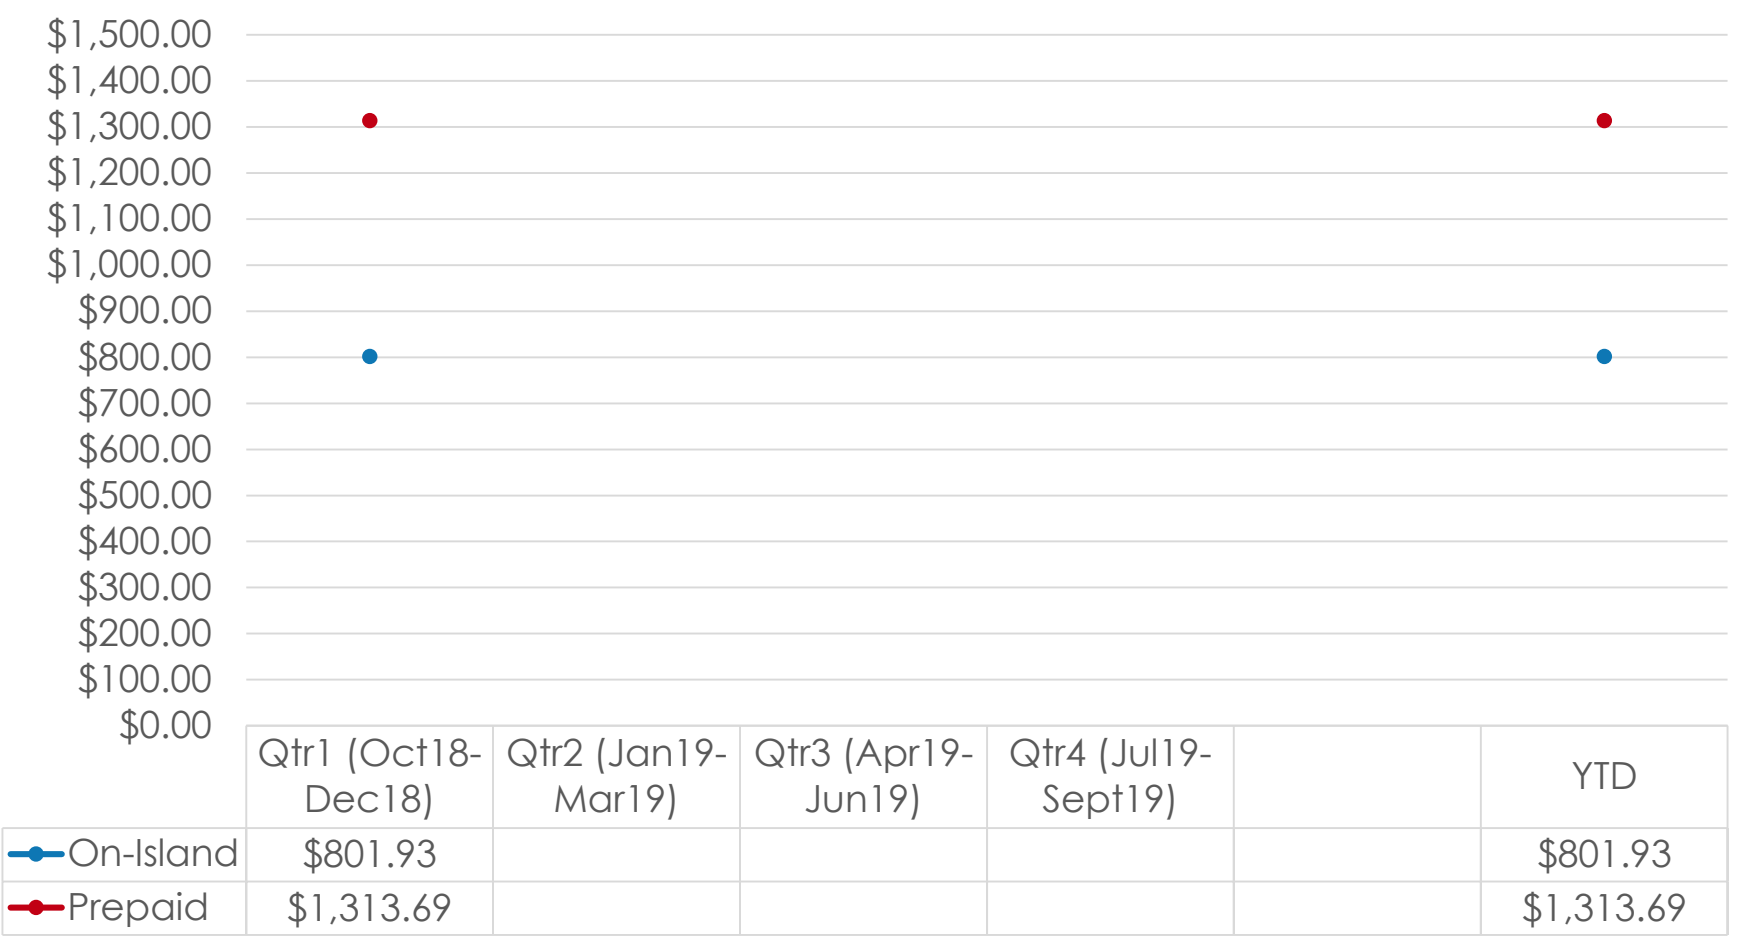 $1,500.00
$1,400.00
$1,300.00
$1,200.00
$1,100.00
$1,000.00
$900.00
$800.00
$700.00
$600.00
$500.00
$400.00
$300.00
$200.00
$100.00
$0.00
Qtr1 (Oct18-
Dec18)
Qtr2 (Jan19-
Mar19)
Qtr3 (Apr19-
Jun19)
Qtr4 (Jul19-
Sept19)
YTD
On-Island $801.93 $801.93
Prepaid $1,313.69 $1,313.69